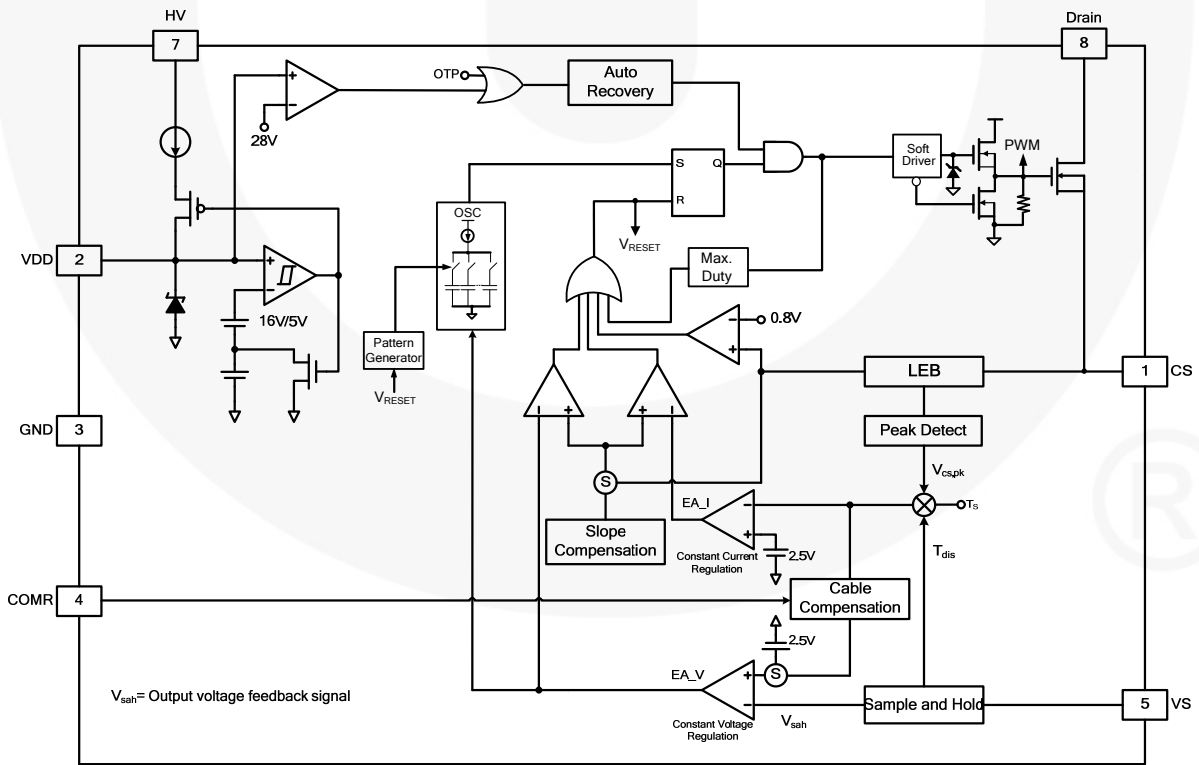 HV
Drain
7
8
OTP
Auto
Recovery
+
-
28V
S
Q
R
Soft
Driver
PWM
OSC
VRESET
VDD
2
+
-
16V/5V
Max.
Duty
Pattern
Generator
VRESET
-
0.8V
+
LEB
1
CS
GND
3
-
+
+
-
Peak Detect
Vcs.pk
S
EA_I
-
TS
Slope
Compensation
+
2.5V
Constant Current
Regulation
Tdis
COMR
4
Cable
Compensation
2.5V
EA_V
+
S
Vsah= Output voltage feedback signal
-
Sample and Hold
5
VS
Constant Voltage
Regulation
Vsah
®